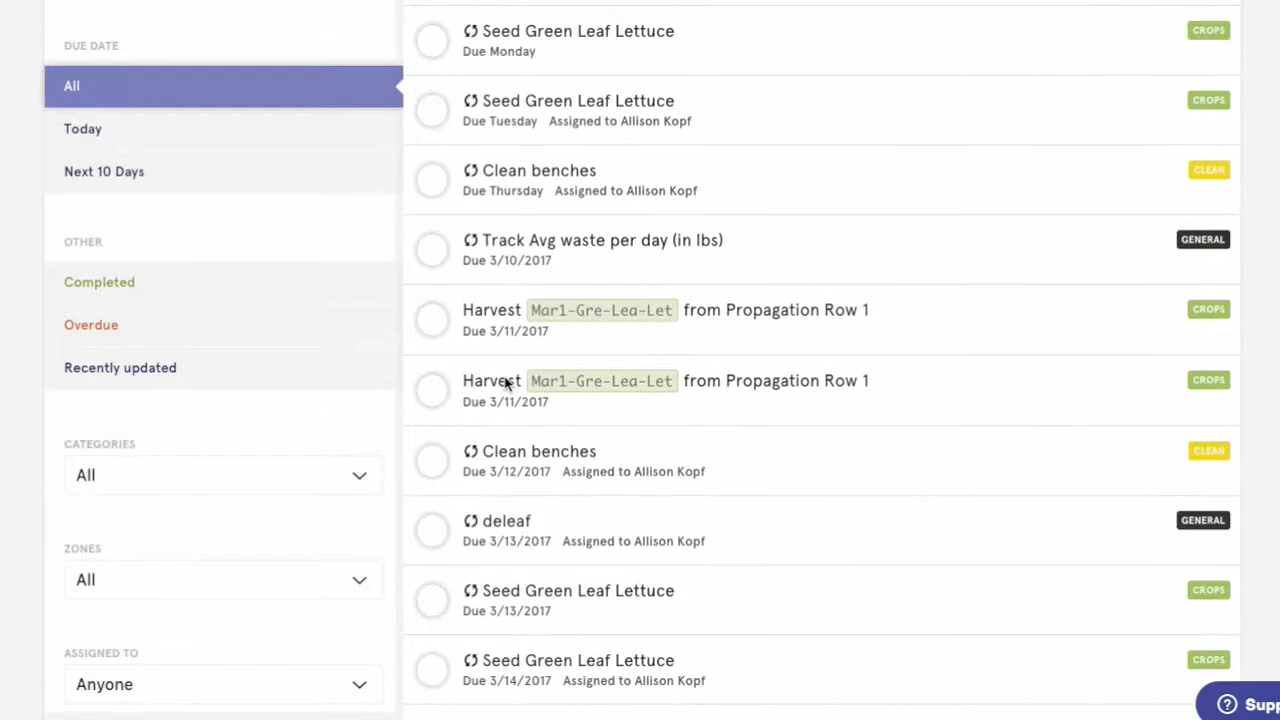 DUE DATE
All
Today
Next 10 Days
OTHER
Completed
Overdue
Recently updated
CATEGORIES
All
ZONES
All
ASSIGNED TO
Anyone
Seed Green Leaf Lettuce CROPS
Due Monday
Seed Green Leaf Lettuce CROPS
Due Tuesday Assigned to Allison Kopf
Clean benches CLEAN
Due Thursday Assigned to Allison Kopf
Track Avg waste per day (in lbs) GENERAL
Due 3/10/2017
Harvest Mar1-Gre-Lea-Let from Propagation Row 1 CROPS
Due 3/11/2017
Harvest Mar1-Gre-Lea-Let from Propagation Row 1 CROPS
Due 3/11/2017
Clean benches CLEAN
Due 3/12/2017 Assigned to Allison Kopf
deleaf GENERAL
Due 3/13/2017 Assigned to Allison Kopf
Seed Green Leaf Lettuce CROPS
Due 3/13/2017
Seed Green Leaf Lettuce CROPS
Due 3/14/2017 Assigned to Allison Kopf
Supp